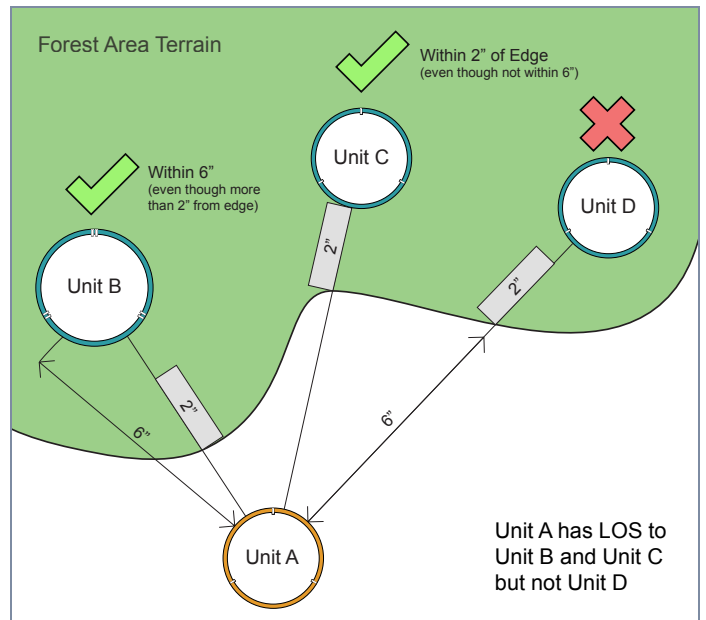 Forest Area Terrain
Within 2” of Edge
(even though not within 6”)
Unit C
Within 6”
(even though more
than 2” from edge)
Unit D
Unit B
2”
2”
2”
6”
6”
Unit A
Unit A has LOS to
Unit B and Unit C
but not Unit D